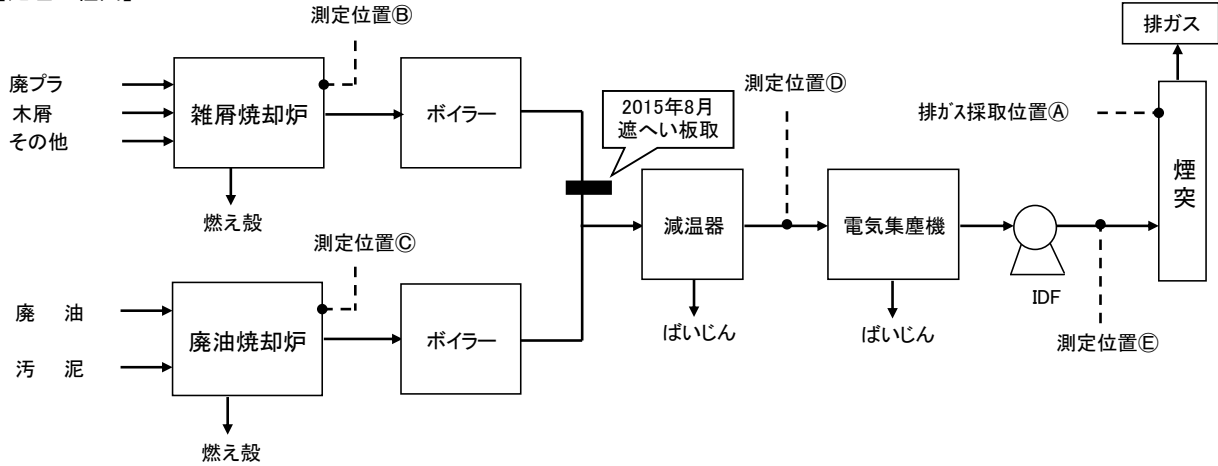 測定位置Ⓑ
排ガス
廃プラ
木屑
その他
雑屑焼却炉
ボイラー
2015年8月
遮へい板取
測定位置Ⓓ
排ガス採取位置Ⓐ
煙突
燃え殻
減温器
電気集塵機
測定位置Ⓒ
IDF
廃　油
汚　泥
廃油焼却炉
ボイラー
ばいじん
ばいじん
測定位置Ⓔ
燃え殻